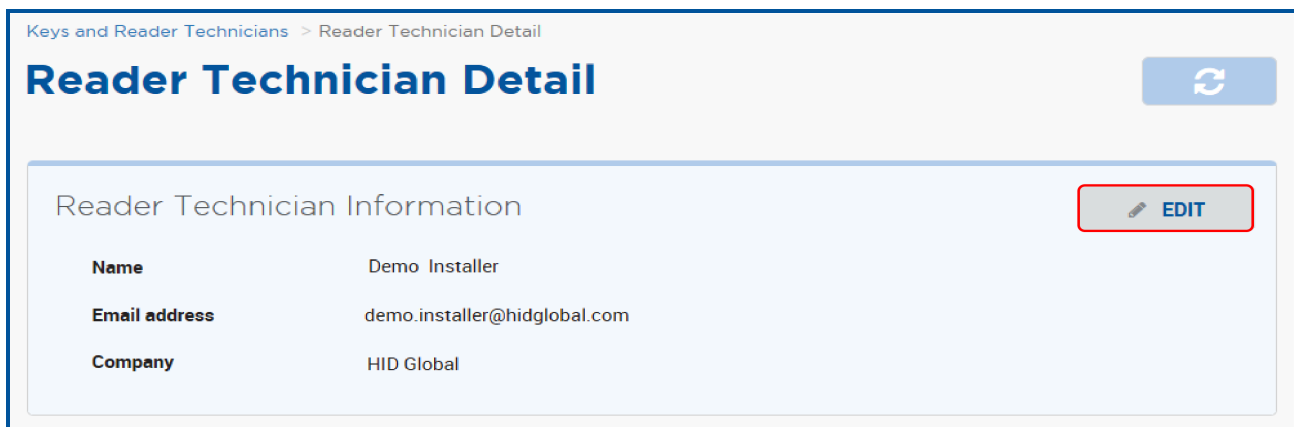 Keys and Reader Technicians > Reader Technician Detail
Reader Technician Detail
Reader Technician Information
EDIT
Name Demo Installer
Email address demo.installer@hidglobal.com
Company HID Global